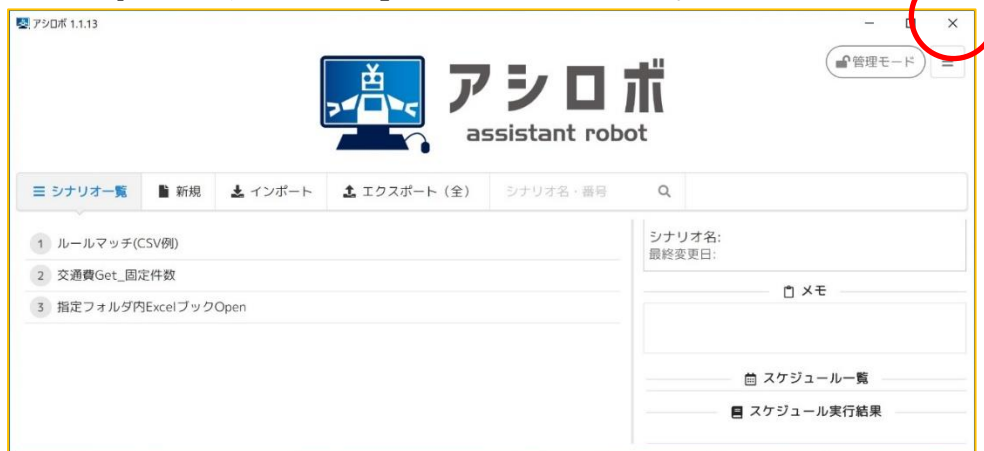 アシロボ 1.1.13
管理モード
アシロボ
assistant robot
シナリオ一覧 新規 インポート エクスポート（全） シナリオ名・番号
1 ルールマッチ(CSV例)
2 交通費Get_固定件数
3 指定フォルダ内ExcelブックOpen
シナリオ名:
最終変更日:
メモ
スケジュール一覧
スケジュール実行結果